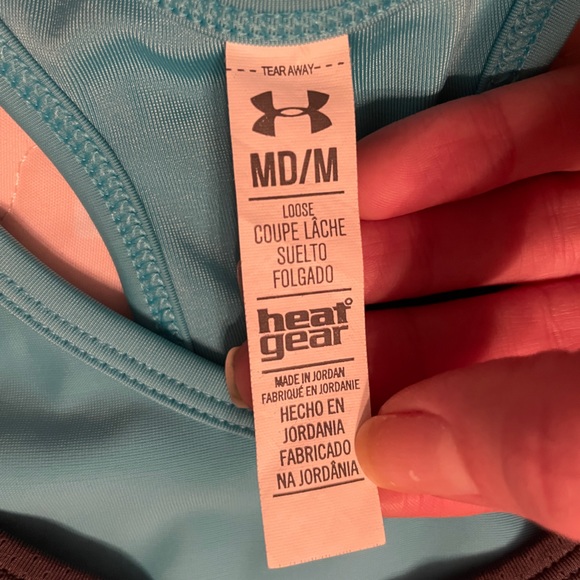 TEAR AWAY
MD/M
LOOSE
COUPE LÂCHE
SUELTO
FOLGADO
heat
gear
MADE IN JORDAN
FABRIQUÉ EN JORDANIE
HECHO EN
JORDANIA
FABRICADO
NA JORDÂNIA